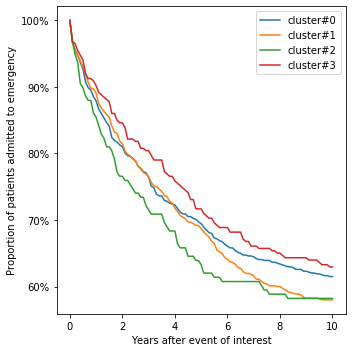 cluster#0
cluster#1
cluster#2
cluster#3
100%
90%
80%
70%
60%
Proportion of patients admitted to emergency
0
2
4
6
8
10
Years after event of interest